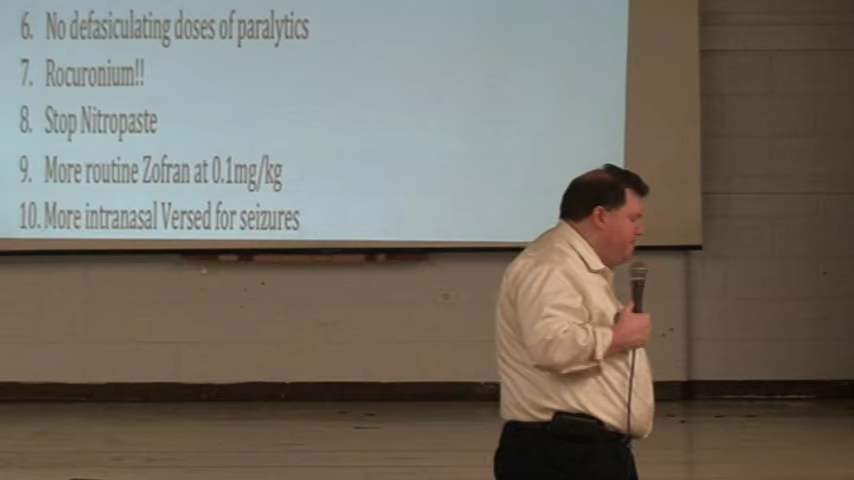 6. No defasiculating doses of paralytics
7. Rocuronium!!
8. Stop Nitropaste
9. More routine Zofran at 0.1mg/kg
10. More intranasal Versed for seizures